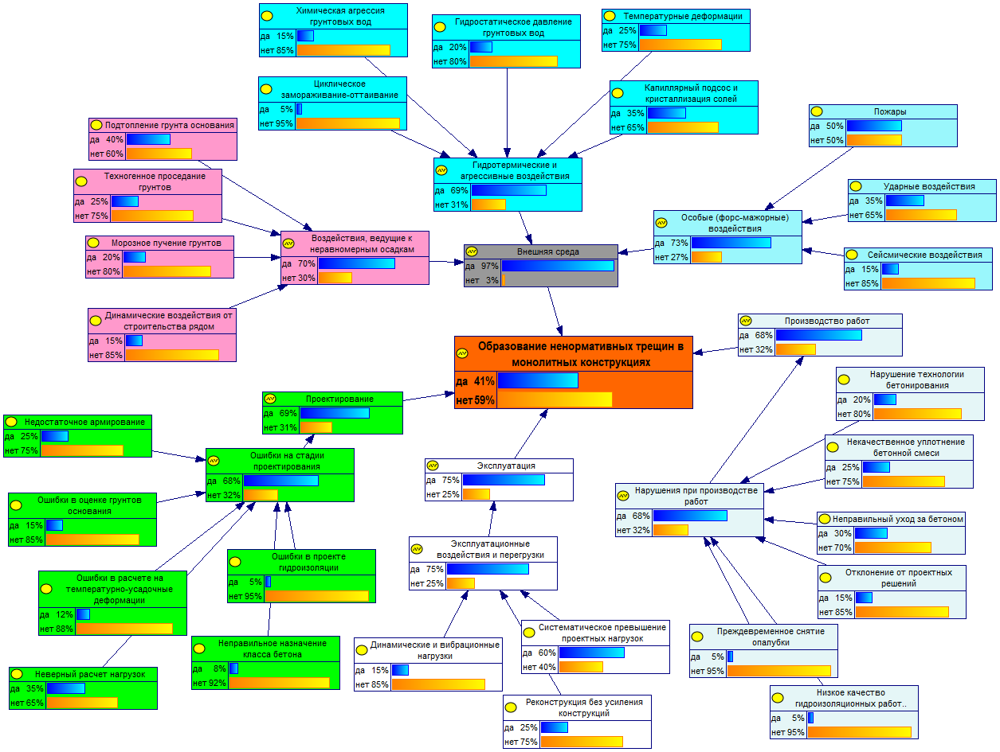 Химическая агрессия
грунтовых вод
да 15%
нет 85%
Гидростатическое давление
грунтовых вод
да 20%
нет 80%
Температурные деформации
да 25%
нет 75%
Циклическое
замораживание-оттаивание
да 5%
нет 95%
Капиллярный подсос и
кристаллизация солей
да 35%
нет 65%
Пожары
да 50%
нет 50%
Подтопление грунта основания
да 40%
нет 60%
Техногенное проседание
грунтов
да 25%
нет 75%
Гидротермические и
агрессивные воздействия
да 69%
нет 31%
Ударные воздействия
да 35%
нет 65%
Морозное пучение грунтов
да 20%
нет 80%
Воздействия, ведущие к
неравномерным осадкам
да 70%
нет 30%
Внешняя среда
да 97%
нет 3%
Особые (форс-мажорные)
воздействия
да 73%
нет 27%
Сейсмические воздействия
да 15%
нет 85%
Динамические воздействия от
строительства рядом
да 15%
нет 85%
Образование ненормативных трещин в
монолитных конструкциях
да 41%
нет 59%
Производство работ
да 68%
нет 32%
Нарушение технологии
бетонирования
да 20%
нет 80%
Проектирование
да 69%
нет 31%
Недостаточное армирование
да 25%
нет 75%
Ошибки на стадии
проектирования
да 68%
нет 32%
Эксплуатация
да 75%
нет 25%
Некачественное уплотнение
бетонной смеси
да 25%
нет 75%
Ошибки в оценке грунтов
основания
да 15%
нет 85%
Нарушения при производстве
работ
да 68%
нет 32%
Неправильный уход за бетоном
да 30%
нет 70%
Ошибки в проекте
гидроизоляции
да 5%
нет 95%
Эксплуатационные
воздействия и перегрузки
да 75%
нет 25%
Отклонение от проектных
решений
да 15%
нет 85%
Ошибки в расчете на
температурно-усадочные
деформации
да 12%
нет 88%
Неправильное назначение
класса бетона
да 8%
нет 92%
Динамические и вибрационные
нагрузки
да 15%
нет 85%
Систематическое превышение
проектных нагрузок
да 60%
нет 40%
Преждевременное снятие
опалубки
да 5%
нет 95%
Неверный расчет нагрузок
да 35%
нет 65%
Реконструкция без усиления
конструкций
да 25%
нет 75%
Низкое качество
гидроизоляционных работ..
да 5%
нет 95%